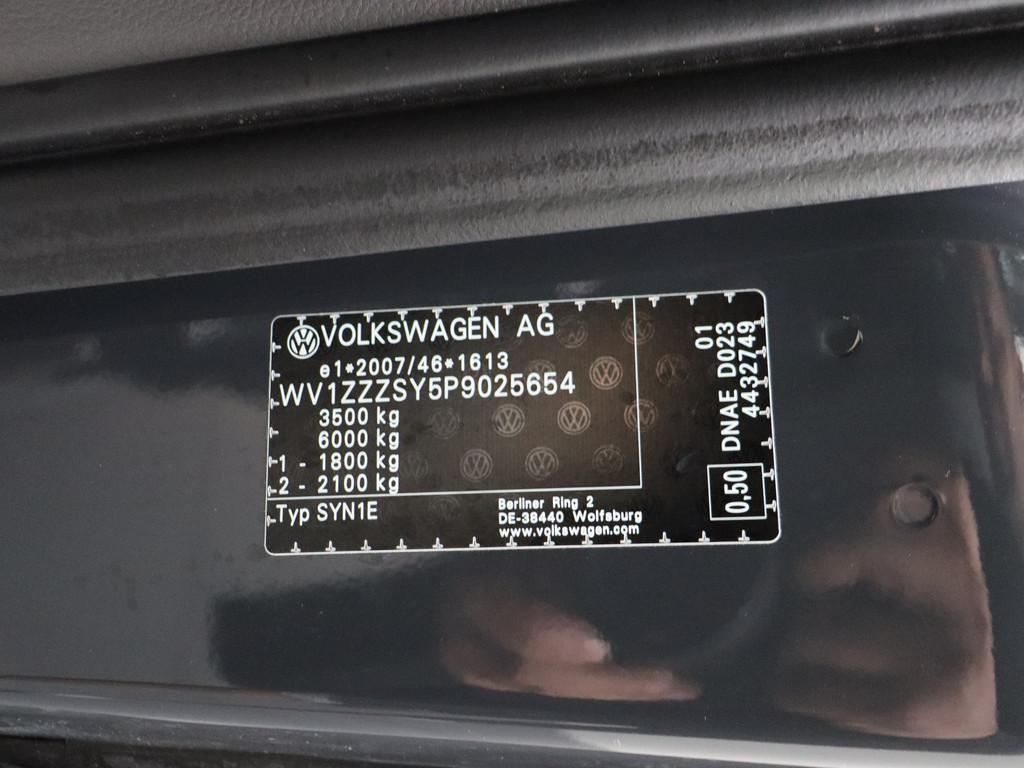 VOLKSWAGEN AG
e1*2007/46*1613
WV1ZZZSY5P9025654
3500 kg
6000 kg
1 - 1800 kg
2 - 2100 kg
Typ SYN1E
Berliner Ring 2
DE-38440 Wolfsburg
www.volkswagen.com
01
DNAE D023
4432749
0,50